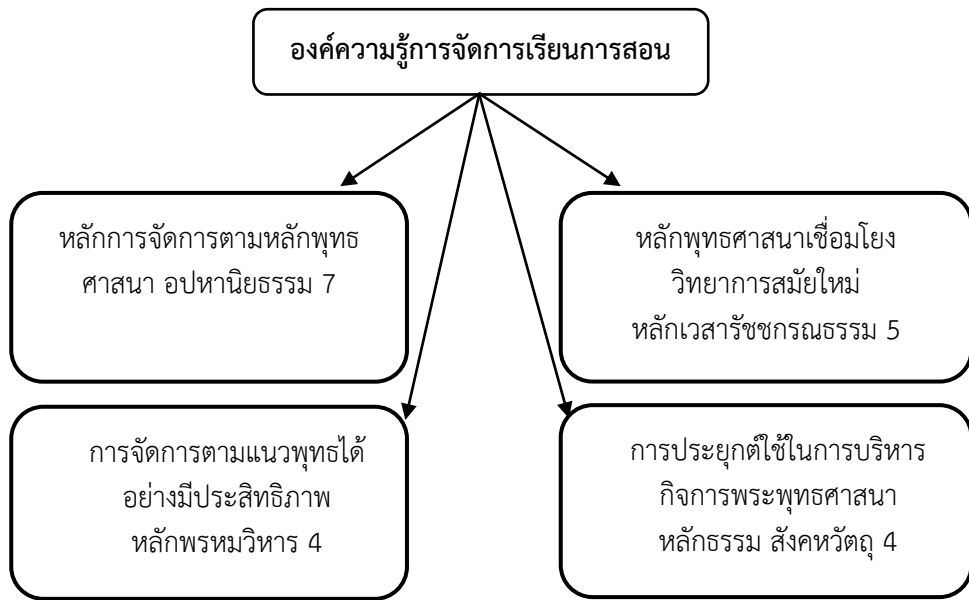 องค์ความรู้การจัดการเรียนการสอน
หลักการจัดการตามหลักพุทธ
ศาสนา อปหานิยธรรม 7
หลักพุทธศาสนาเชื่อมโยง
วิทยาการสมัยใหม่
หลักเวสารัชชกรณธรรม 5
การจัดการตามแนวพุทธได้
อย่างมีประสิทธิภาพ
หลักพรหมวิหาร 4
การประยุกต์ใช้ในการบริหาร
กิจการพระพุทธศาสนา
หลักธรรม สังคหวัตถุ 4